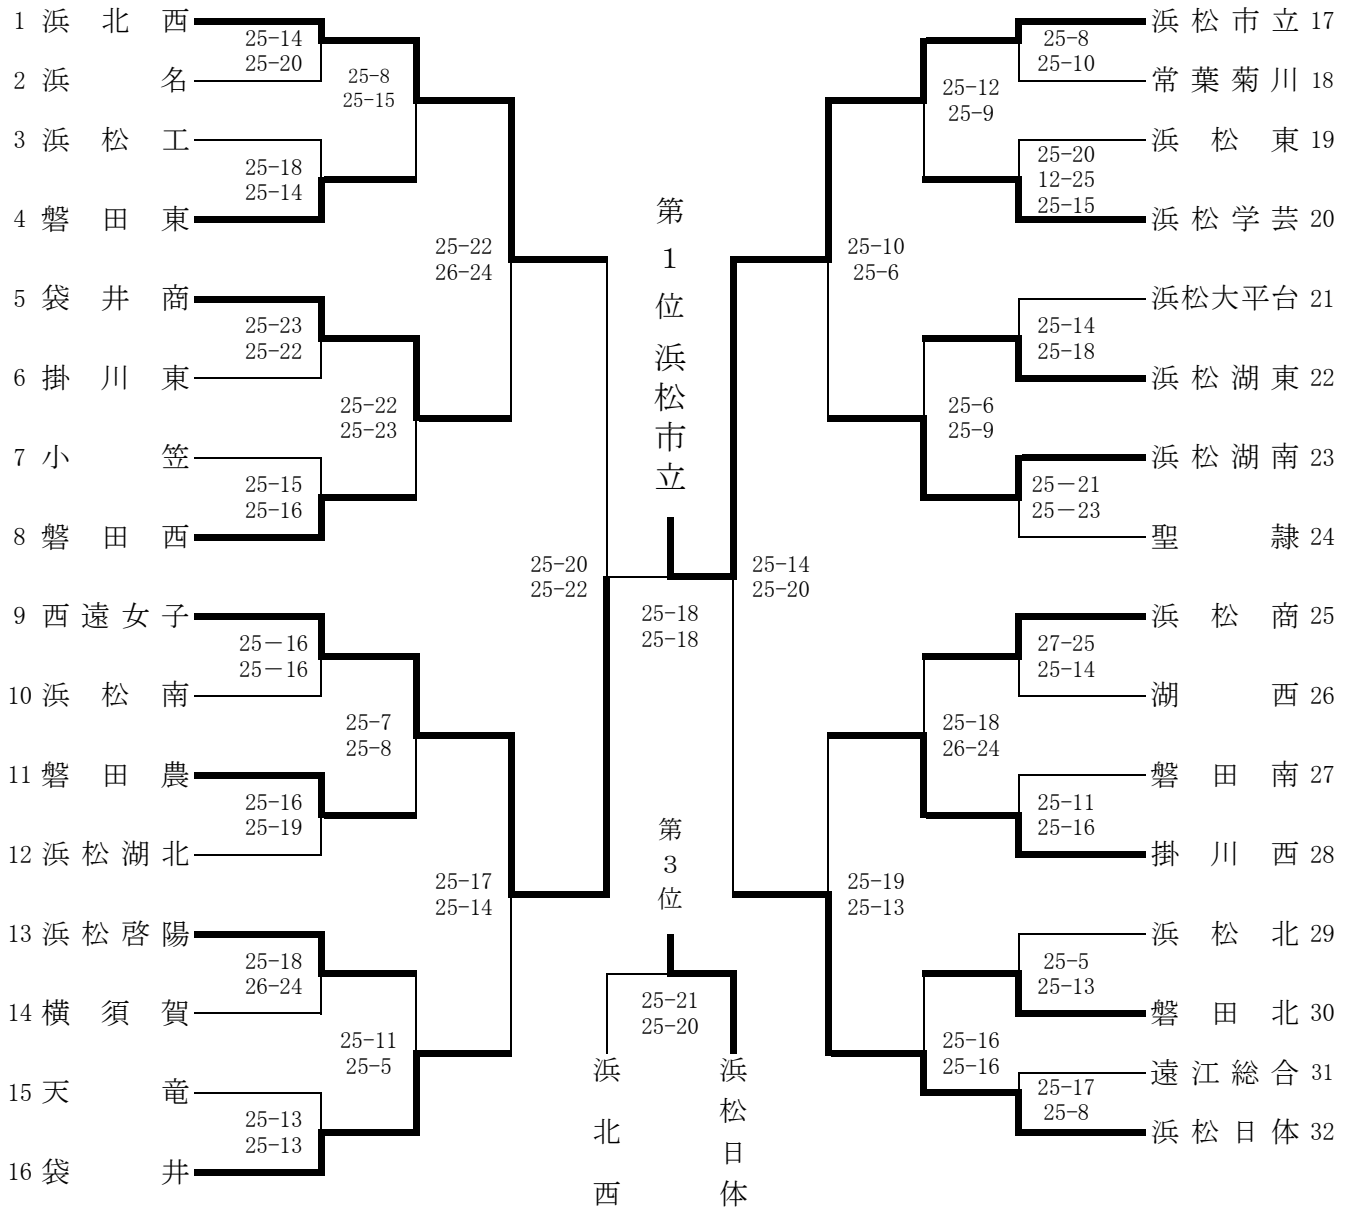 1 浜北西
25-14
25-20
2 浜名
25-8
25-15
3 浜松工
25-18
25-14
4 磐田東
25-22
26-24
5 袋井商
25-23
25-22
6 掛川東
25-22
25-23
7 小笠
25-15
25-16
8 磐田西
25-20
25-22
9 西遠女子
25－16
25－16
10 浜松南
25-7
25-8
11 磐田農
25-16
25-19
12 浜松湖北
25-17
25-14
13 浜松啓陽
25-18
26-24
14 横須賀
25-11
25-5
15 天竜
25-13
25-13
16 袋井
第1位 浜松市立
25-18
25-18
第3位
25-21
25-20
浜北西
浜松日体
浜松市立 17
25-8
25-10
常葉菊川 18
25-12
25-9
浜松東 19
25-20
12-25
25-15
浜松学芸 20
25-10
25-6
浜松大平台 21
25-14
25-18
浜松湖東 22
25-6
25-9
浜松湖南 23
25－21
25－23
聖隷 24
25-14
25-20
浜松商 25
27-25
25-14
湖西 26
25-18
26-24
磐田南 27
25-11
25-16
掛川西 28
25-19
25-13
浜松北 29
25-5
25-13
磐田北 30
25-16
25-16
遠江総合 31
25-17
25-8
浜松日体 32